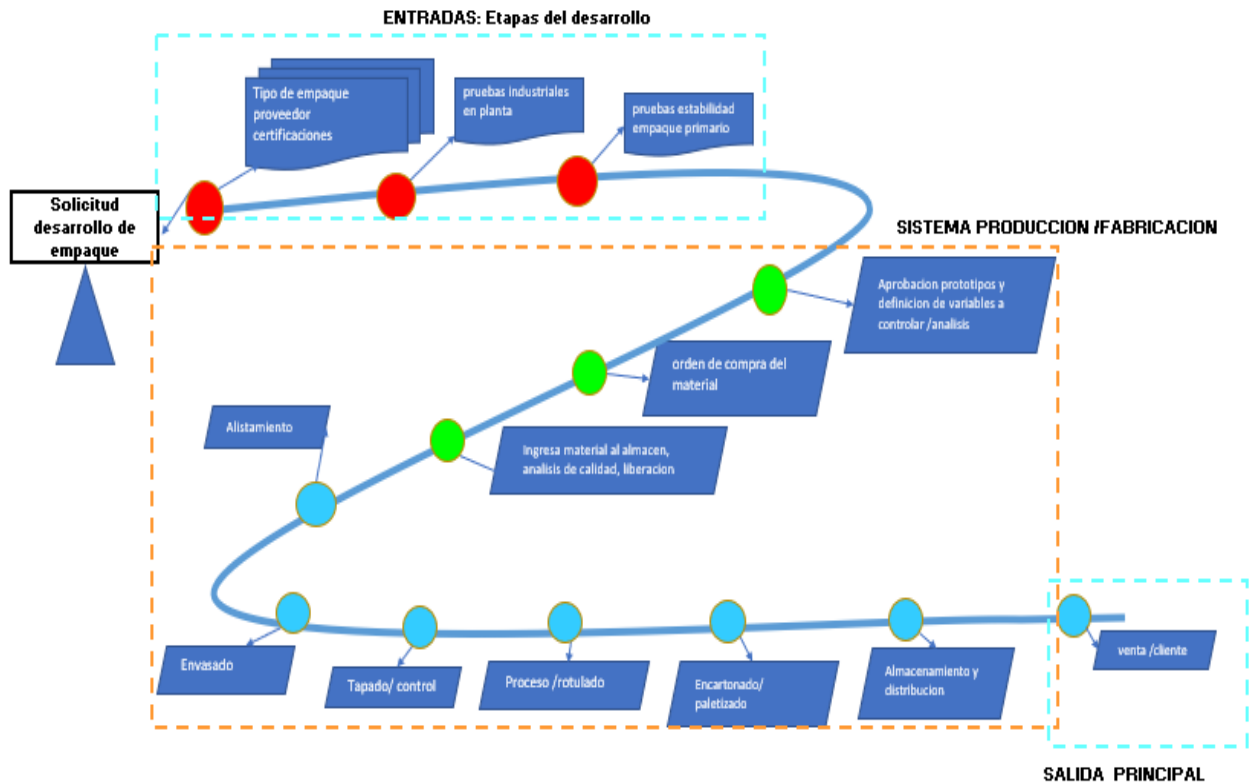 ENTRADAS: Etapas del desarrollo
Tipo de empaque
proveedor
certificaciones
pruebas industriales
en planta
pruebas estabilidad
empaque primario
Solicitud
desarrollo de
empaque
SISTEMA PRODUCCION /FABRICACION
Aprobacion prototipos y
definicion de variables a
controlar /analisis
orden de compra del
material
Ingresa material al almacen,
analisis de calidad, liberacion
Alistamiento
Envasado
Tapado/ control
Proceso /rotulado
Encartonado/
paletizado
Almacenamiento y
distribucion
venta /cliente
SALIDA PRINCIPAL